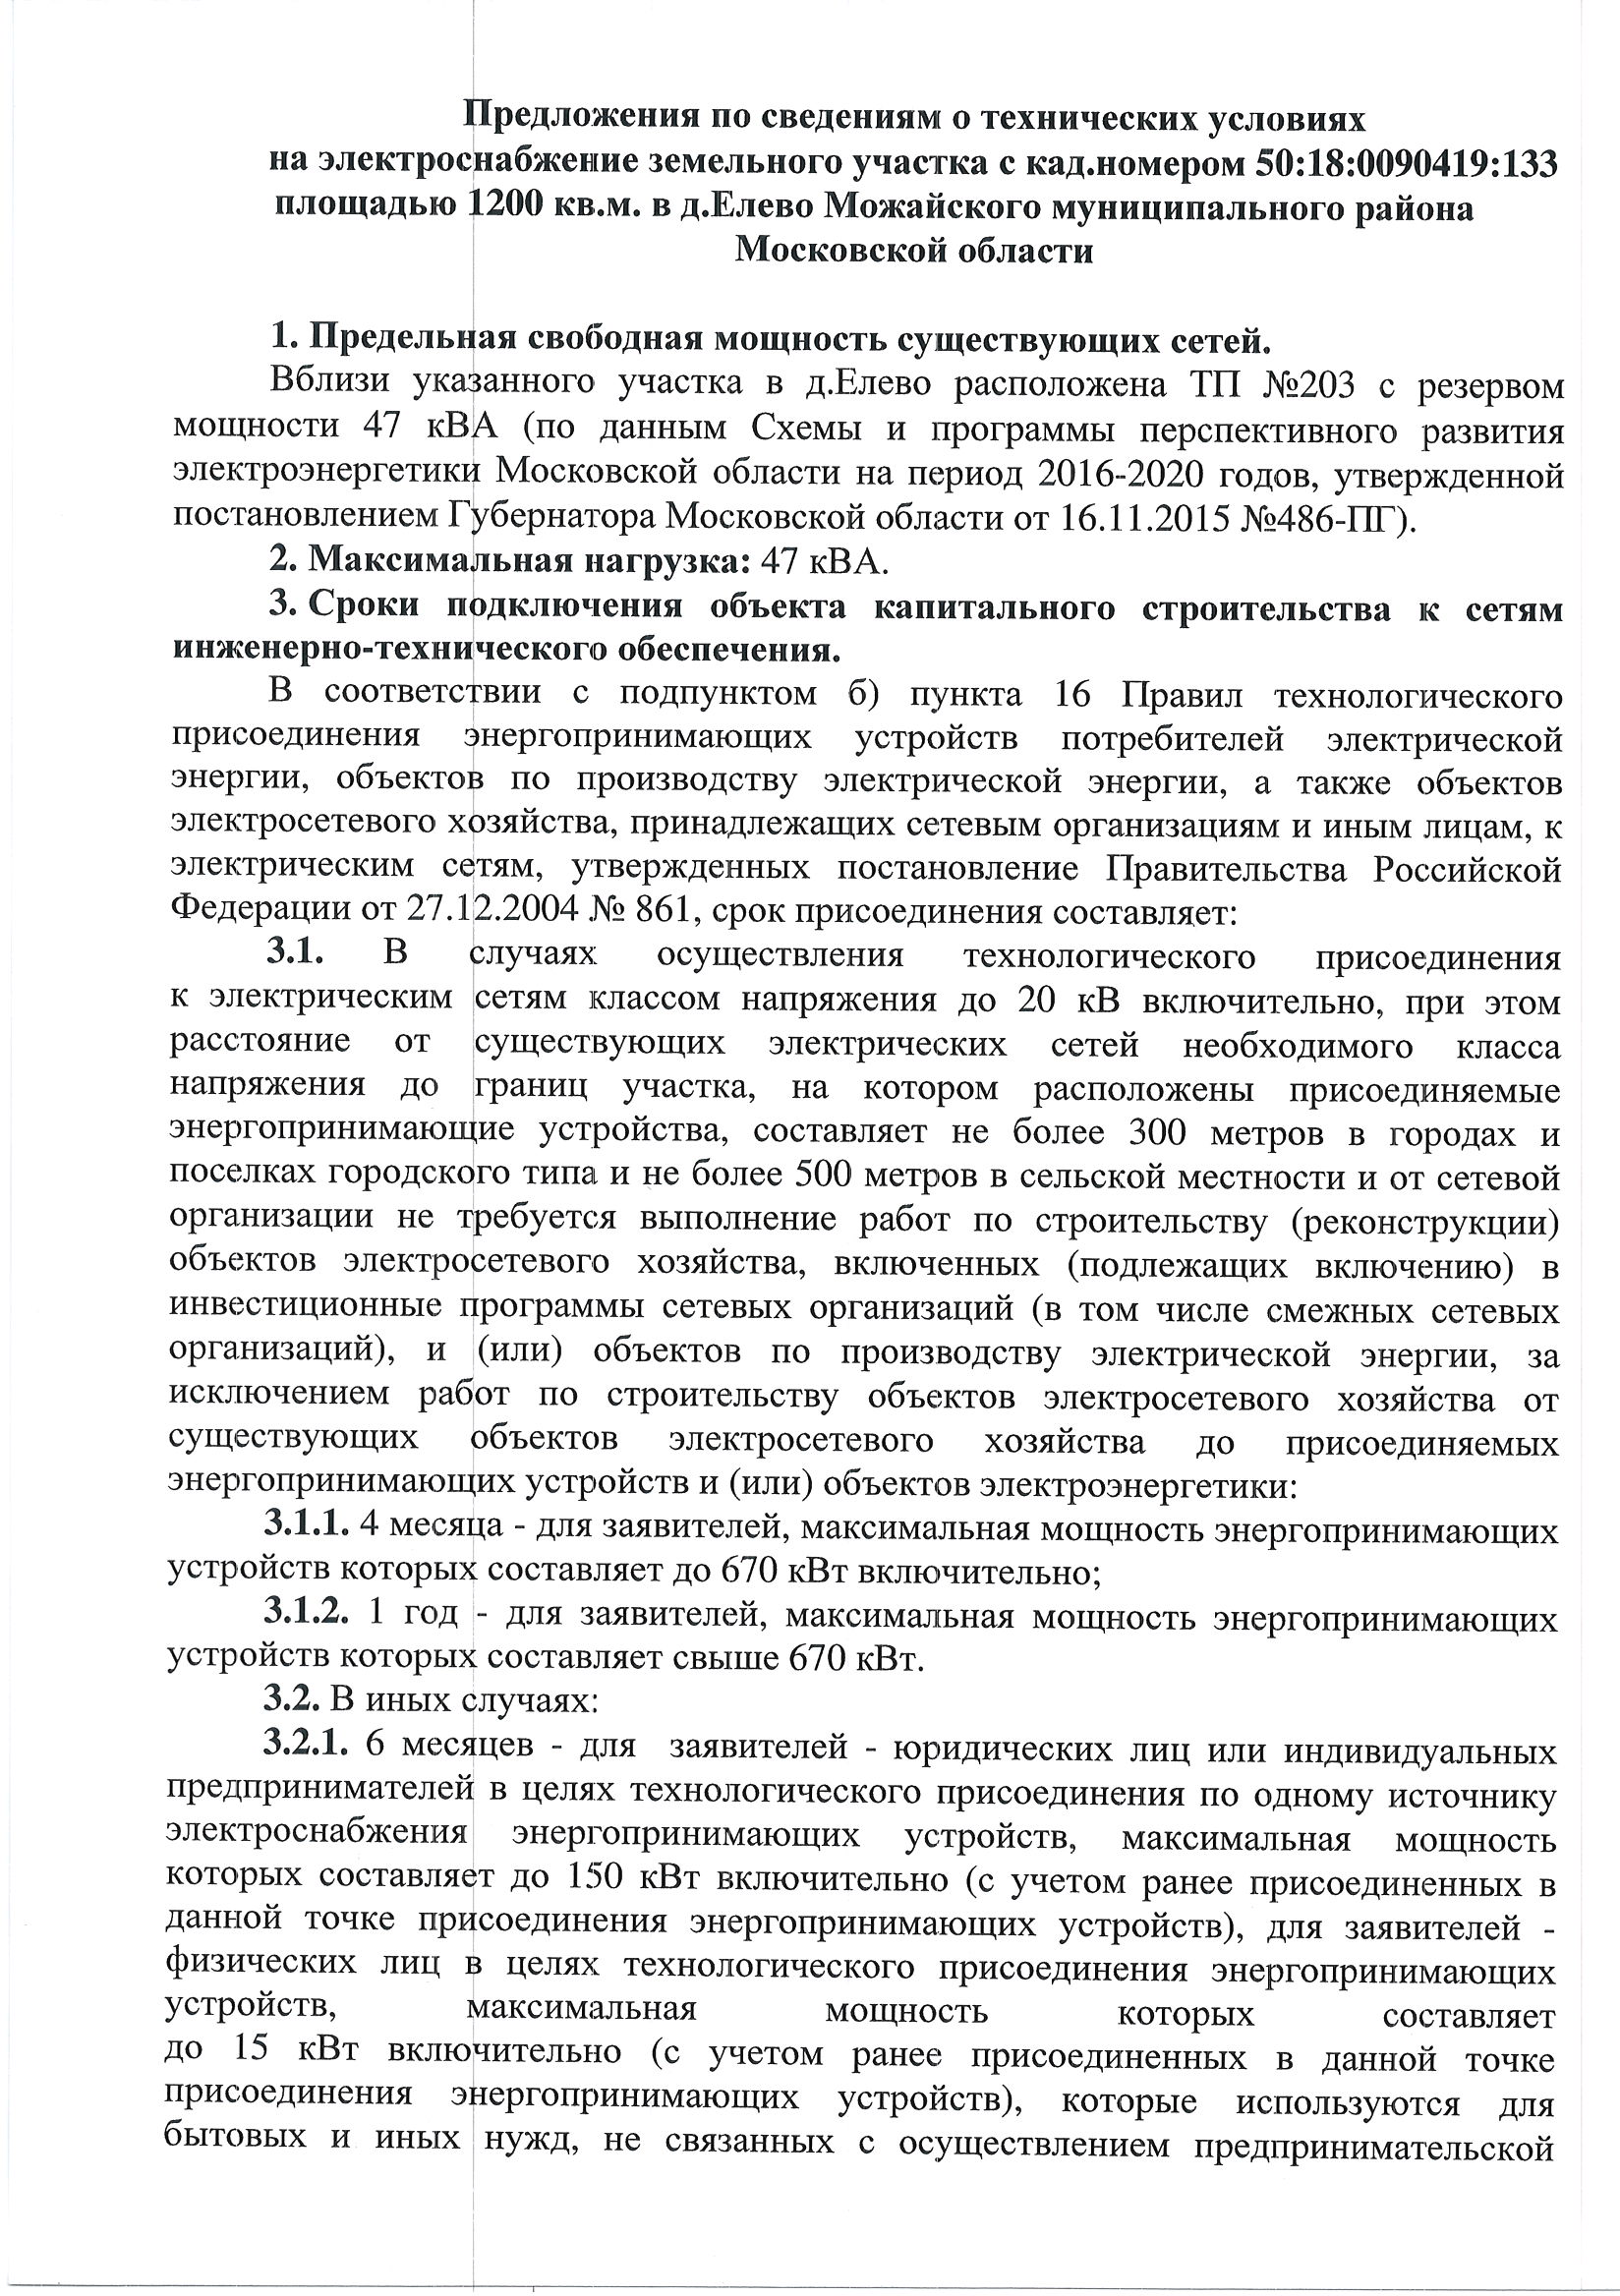 Предложения по сведениям о технических условиях
на электроснабжение земельного участка с кад.номером 50:18:0090419:133
площадью 1200 кв.м. в д.Елево Можайского муниципального района
Московской области
1. Предельная свободная мощность существующих сетей.
Вблизи указанного участка в д.Елево расположена ТП №203 с резервом
мощности 47 кВА (по данным Схемы и программы перспективного развития
электроэнергетики Московской области на период 2016-2020 годов, утвержденной
постановлением Губернатора Московской области от 16.11.2015 №486-ПГ).
2. Максимальная нагрузка: 47 кВА.
3. Сроки подключения объекта капитального строительства к сетям
инженерно-технического обеспечения.
В соответствии с подпунктом б) пункта 16 Правил технологического
присоединения энергопринимающих устройств потребителей электрической
энергии, объектов по производству электрической энергии, а также объектов
электросетевого хозяйства, принадлежащих сетевым организациям и иным лицам, к
электрическим сетям, утвержденных постановление Правительства Российской
Федерации от 27.12.2004 № 861, срок присоединения составляет:
3.1. В случаях осуществления технологического присоединения
к электрическим сетям классом напряжения до 20 кВ включительно, при этом
расстояние от существующих электрических сетей необходимого класса
напряжения до границ участка, на котором расположены присоединяемые
энергопринимающие устройства, составляет не более 300 метров в городах и
поселках городского типа и не более 500 метров в сельской местности и от сетевой
организации не требуется выполнение работ по строительству (реконструкции)
объектов электросетевого хозяйства, включенных (подлежащих включению) в
инвестиционные программы сетевых организаций (в том числе смежных сетевых
организаций), и (или) объектов по производству электрической энергии, за
исключением работ по строительству объектов электросетевого хозяйства от
существующих объектов электросетевого хозяйства до присоединяемых
энергопринимающих устройств и (или) объектов электроэнергетики:
3.1.1. 4 месяца - для заявителей, максимальная мощность энергопринимающих
устройств которых составляет до 670 кВт включительно;
3.1.2. 1 год - для заявителей, максимальная мощность энергопринимающих
устройств которых составляет свыше 670 кВт.
3.2. В иных случаях:
3.2.1. 6 месяцев - для заявителей - юридических лиц или индивидуальных
предпринимателей в целях технологического присоединения по одному источнику
электроснабжения энергопринимающих устройств, максимальная мощность
которых составляет до 150 кВт включительно (с учетом ранее присоединенных в
данной точке присоединения энергопринимающих устройств), для заявителей -
физических лиц в целях технологического присоединения энергопринимающих
устройств, максимальная мощность которых составляет
до 15 кВт включительно (с учетом ранее присоединенных в данной точке
присоединения энергопринимающих устройств), которые используются для
бытовых и иных нужд, не связанных с осуществлением предпринимательской